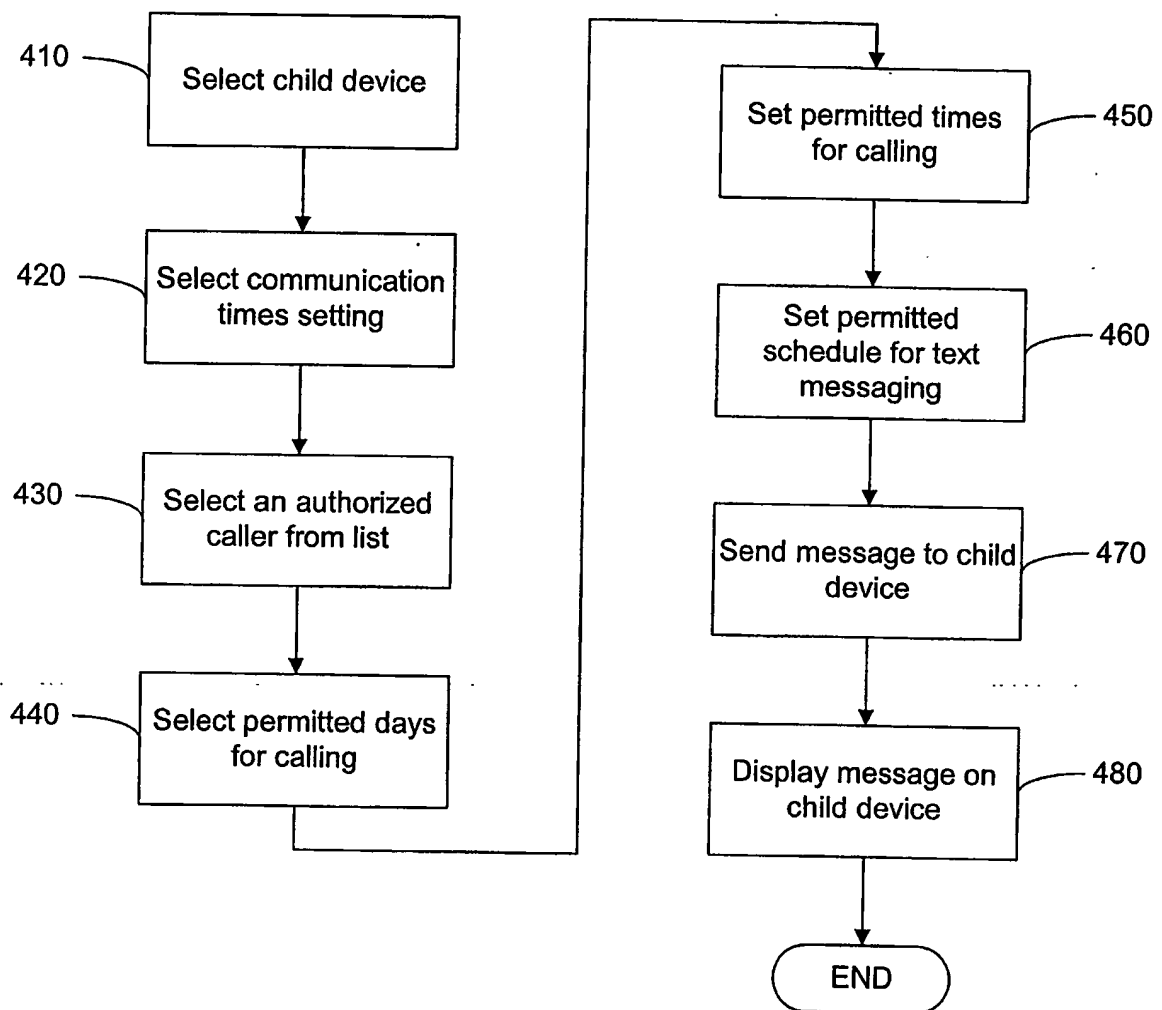 410
Select child device
420
Select communication
times setting
430
Select an authorized
caller from list
440
Select permitted days
for calling
Set permitted times
for calling
450
Set permitted
schedule for text
messaging
460
Send message to child
device
470
Display message on
child device
480
END